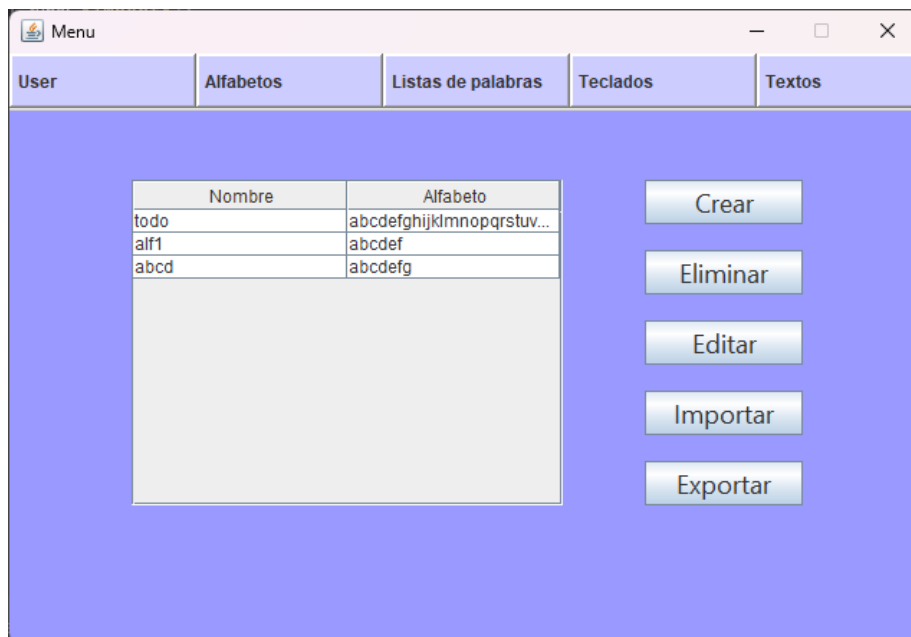 Menu
User Alfabetos Listas de palabras Teclados Textos
Nombre Alfabeto
todo abcdefghijklmnopqrstuv...
alf1 abcdef
abcd abcdefg
Crear
Eliminar
Editar
Importar
Exportar